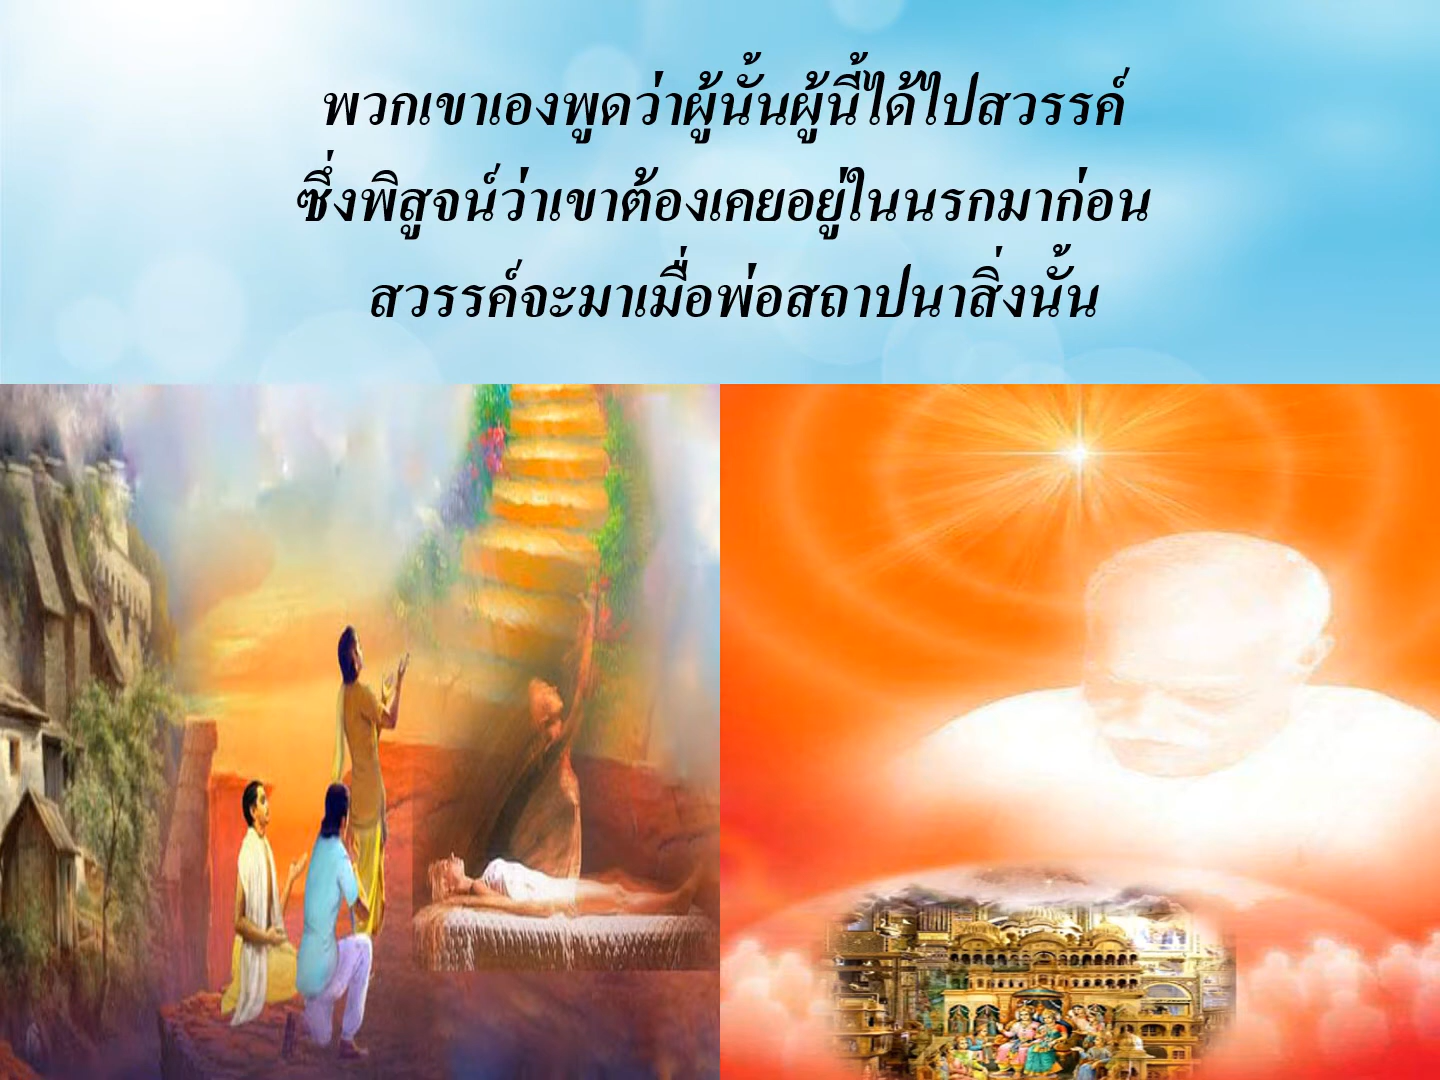 พวกเขาเองพูดว่าผู้นั้นผู้นี้ได้ไปสวรรค์
ซึ่งพิสูจน์ว่าเขาต้องเคยอยู่ในนรกมาก่อน
สวรรค์จะมาเมื่อพ่อสถาปนาสิ่งนั้น